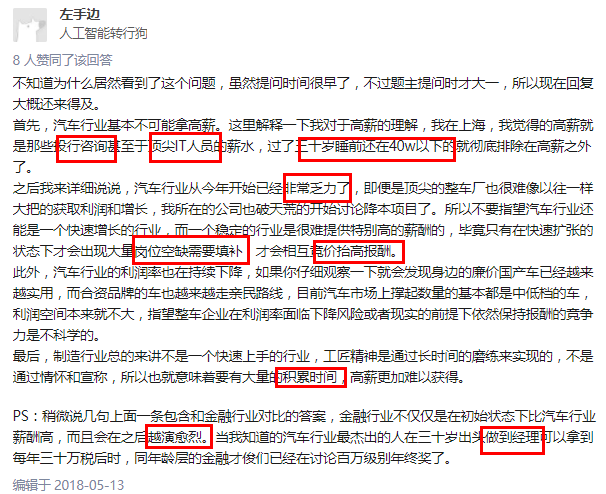 左手边
人工智能转行狗
8 人赞同了该回答
不知道为什么居然看到了这个问题，虽然提问时间很早了，不过题主提问时才大一，所以现在回复
大概还来得及。
首先，汽车行业基本不可能拿高薪。这里解释一下我对于高薪的理解，我在上海，我觉得的高薪就
是那些投行咨询甚至于顶尖IT人员的薪水，过了三十岁睡前还在40w以下的就彻底排除在高薪之外
了。
之后我来详细说说，汽车行业从今年开始已经非常乏力了，即便是顶尖的整车厂也很难像以往一样
大把的获取利润和增长，我所在的公司也破天荒的开始讨论降本项目了。所以不要指望汽车行业还
能是一个快速增长的行业，而一个稳定的行业是很难提供特别高的薪酬的，毕竟只有在快速扩张的
状态下才会出现大量岗位空缺需要填补，才会相互竞价抬高报酬。
此外，汽车行业的利润率也在持续下降，如果你仔细观察一下就会发现身边的廉价国产车已经越来
越实用，而合资品牌的车也越来越走亲民路线，目前汽车市场上撑起数量的基本都是中低档的车，
利润空间本来就不大，指望整车企业在利润率面临下降风险或者现实的前提下依然保持报酬的竞争
力是不科学的。
最后，制造行业总的来讲不是一个快速上手的行业，工匠精神是通过长时间的磨练来实现的，不是
通过情怀和宣称，所以也就意味着要有大量的积累时间，高薪更加难以获得。
PS：稍微说几句上面一条包含和金融行业对比的答案，金融行业不仅仅是在初始状态下比汽车行业
薪酬高，而且会在之后越演愈烈。当我知道的汽车行业最杰出的人在三十岁出头做到经理可以拿到
每年三十万税后时，同年龄层的金融才俊们已经在讨论百万级别年终奖了。
编辑于 2018-05-13